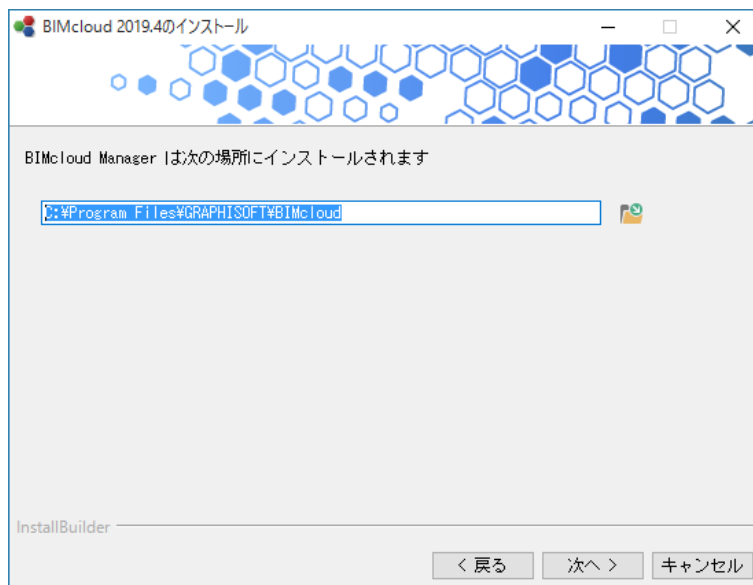 BIMcloud 2019.4のインストール
BIMcloud Manager は次の場所にインストールされます
C:¥Program Files¥GRAPHISOFT¥BIMcloud
InstallBuilder
< 戻る 次へ > キャンセル